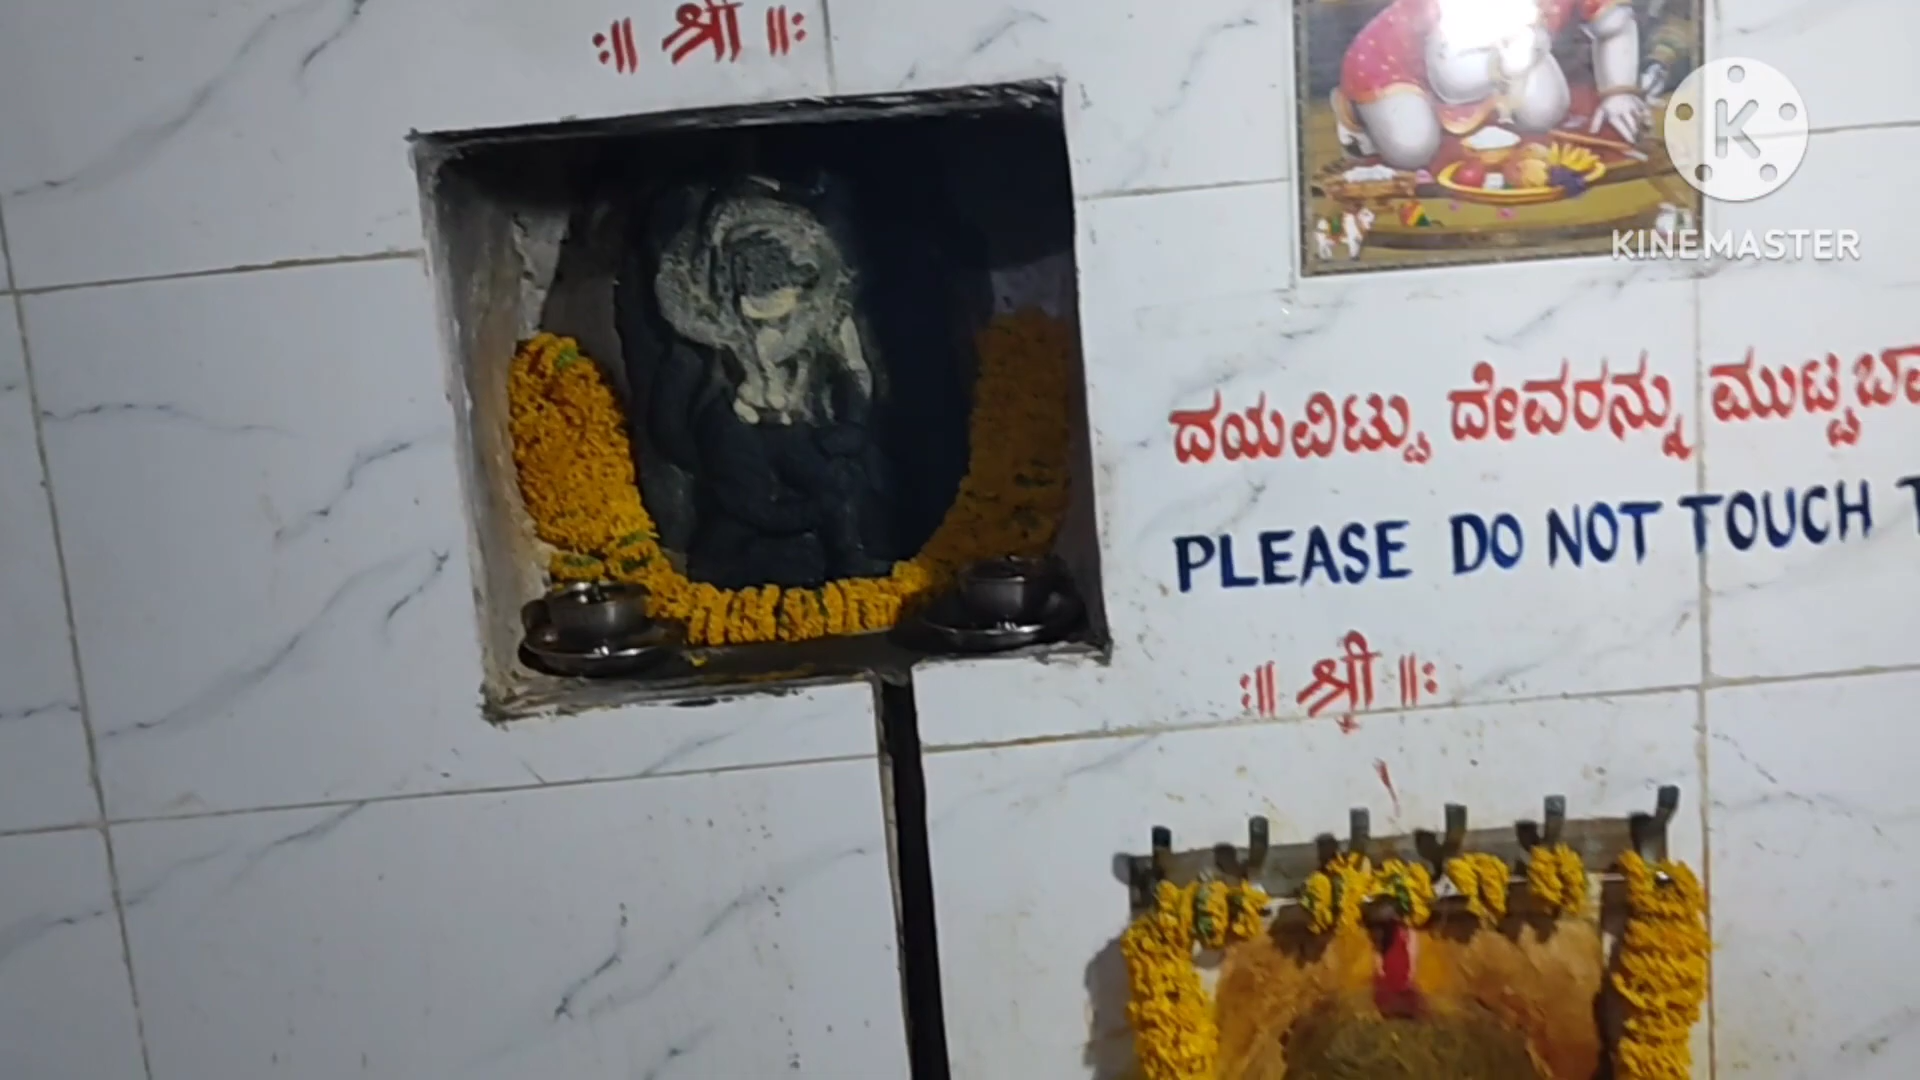 :॥ श्री ॥:
K
KINEMASTER
ದಯವಿಟ್ಟು ದೇವರನ್ನು
PLEASE DO NOT TOUCH
:॥ श्री ॥: